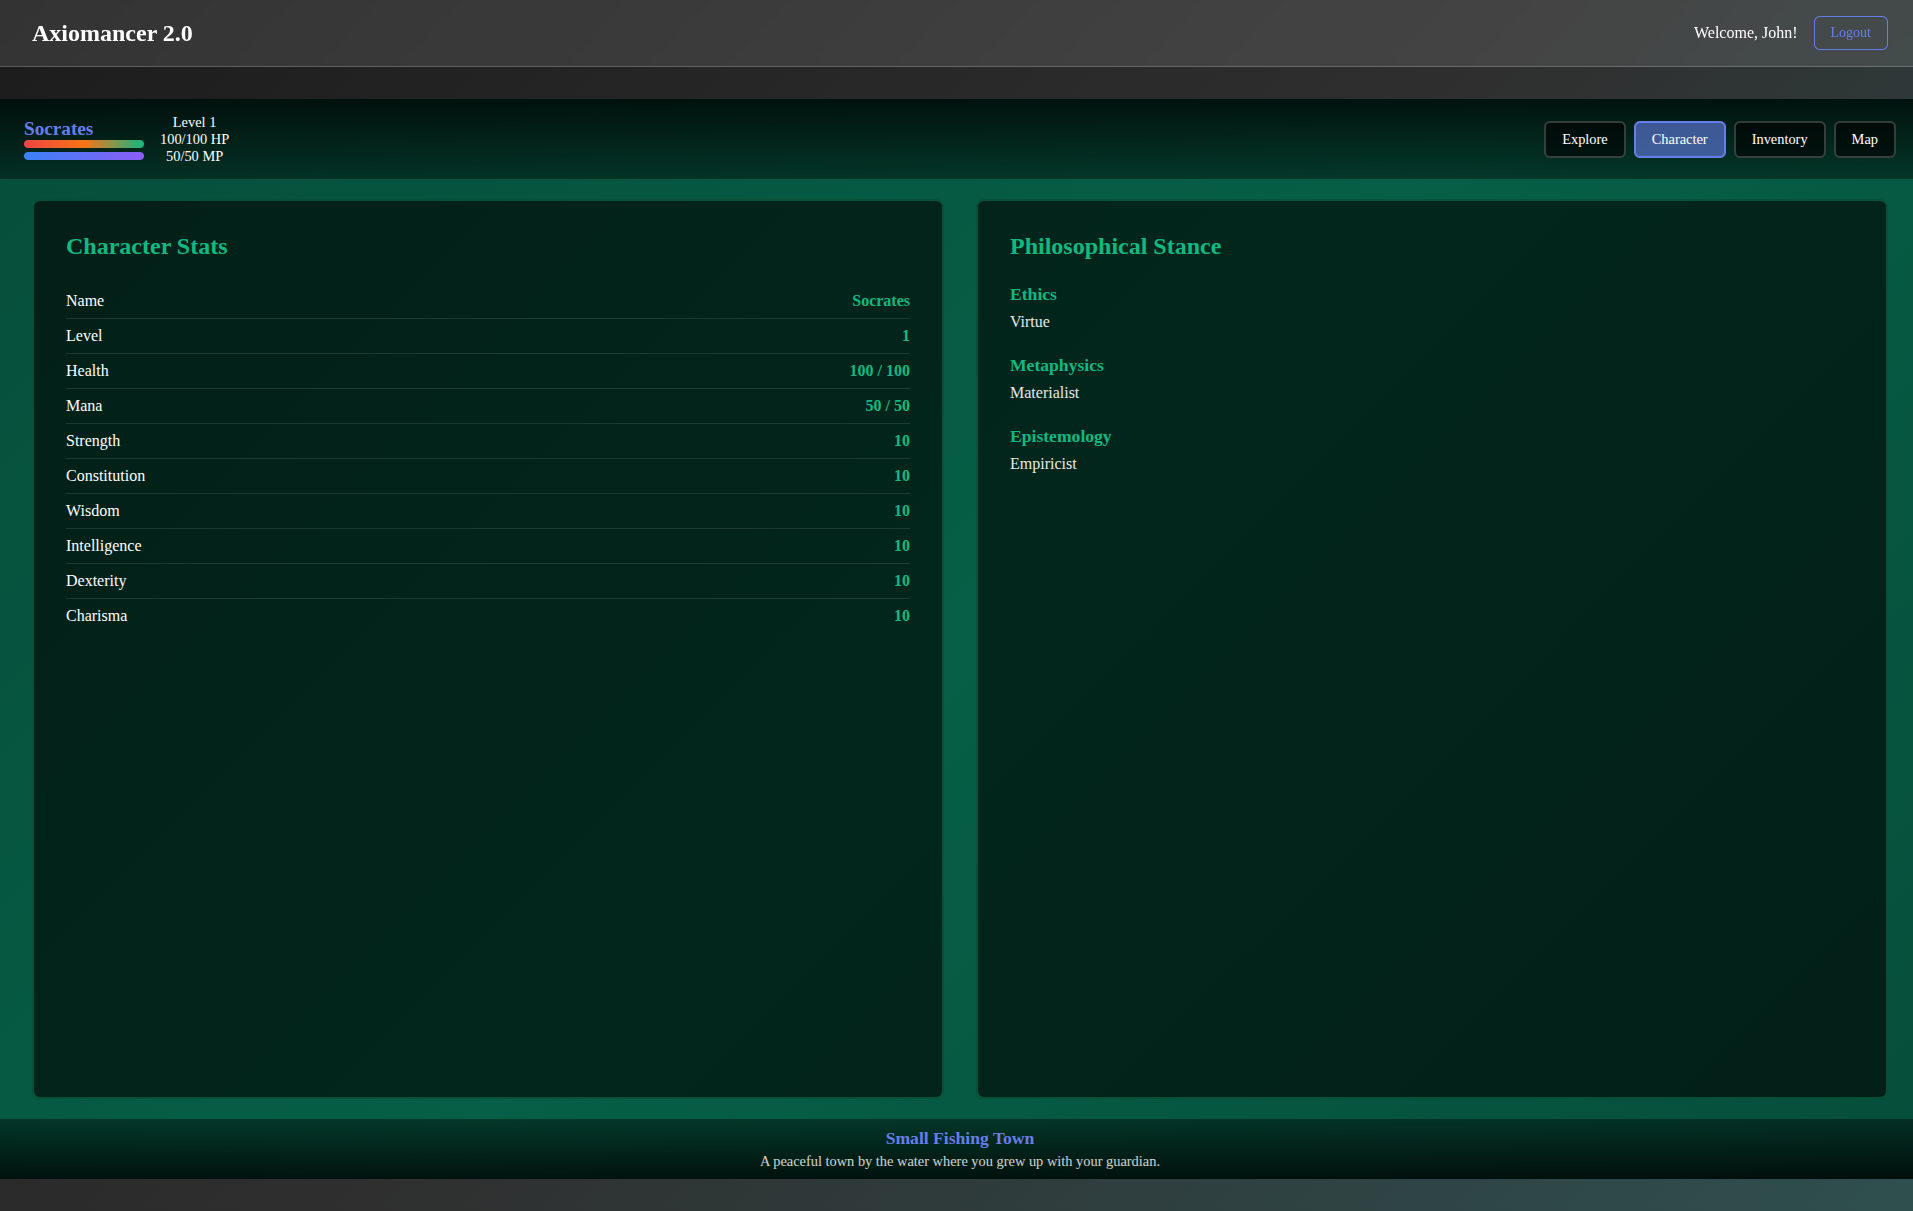 Axiomancer 2.0
Welcome, John!
Logout
Socrates
Level 1
100/100 HP
50/50 MP
Explore
Character
Inventory
Map
Character Stats
Name Socrates
Level 1
Health 100 / 100
Mana 50 / 50
Strength 10
Constitution 10
Wisdom 10
Intelligence 10
Dexterity 10
Charisma 10
Philosophical Stance
Ethics
Virtue
Metaphysics
Materialist
Epistemology
Empiricist
Small Fishing Town
A peaceful town by the water where you grew up with your guardian.